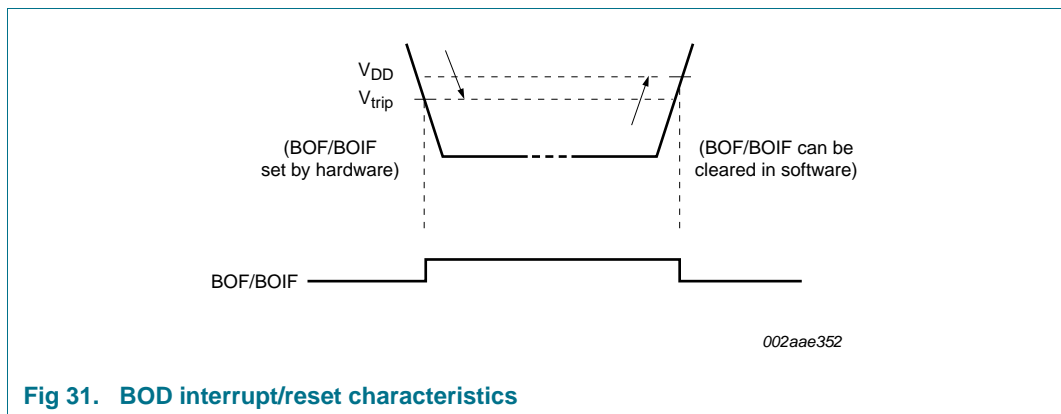 VDD
Vtrip
(BOF/BOIF
set by hardware)
(BOF/BOIF can be
cleared in software)
BOF/BOIF
002aae352
Fig 31. BOD interrupt/reset characteristics